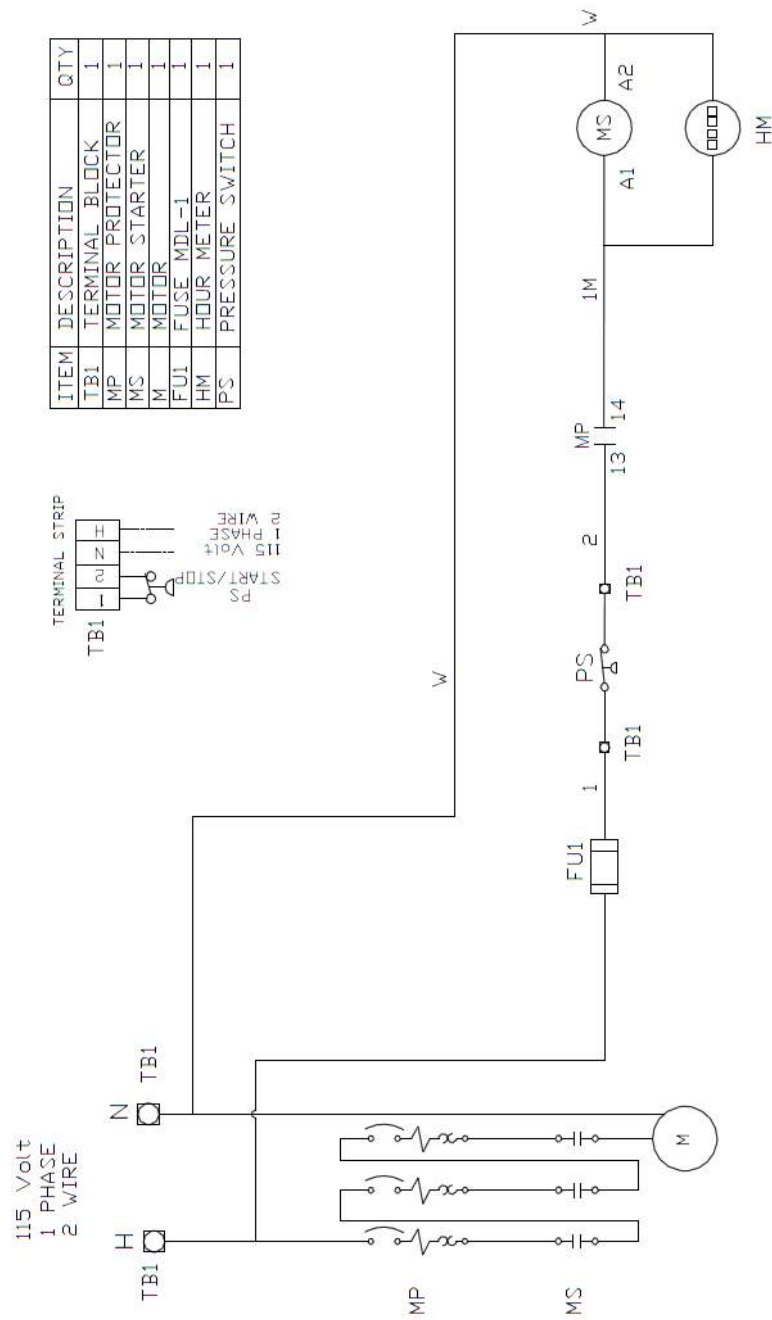 115 Volt
1 PHASE
2 WIRE
H
N
TB1
TB1
MP
MS
M
W
FU1
1
TB1
PS
TB1
2
MP
13
14
1M
A1
MS
A2
W
HM
TERMINAL STRIP
TB1
1
2
N
H
PS
START/STOP
115 Volt
1 PHASE
2 WIRE
ITEM DESCRIPTION QTY
TB1 TERMINAL BLOCK 1
MP MOTOR PROTECTOR 1
MS MOTOR STARTER 1
M MOTOR 1
FU1 FUSE MDL-1 1
HM HOUR METER 1
PS PRESSURE SWITCH 1